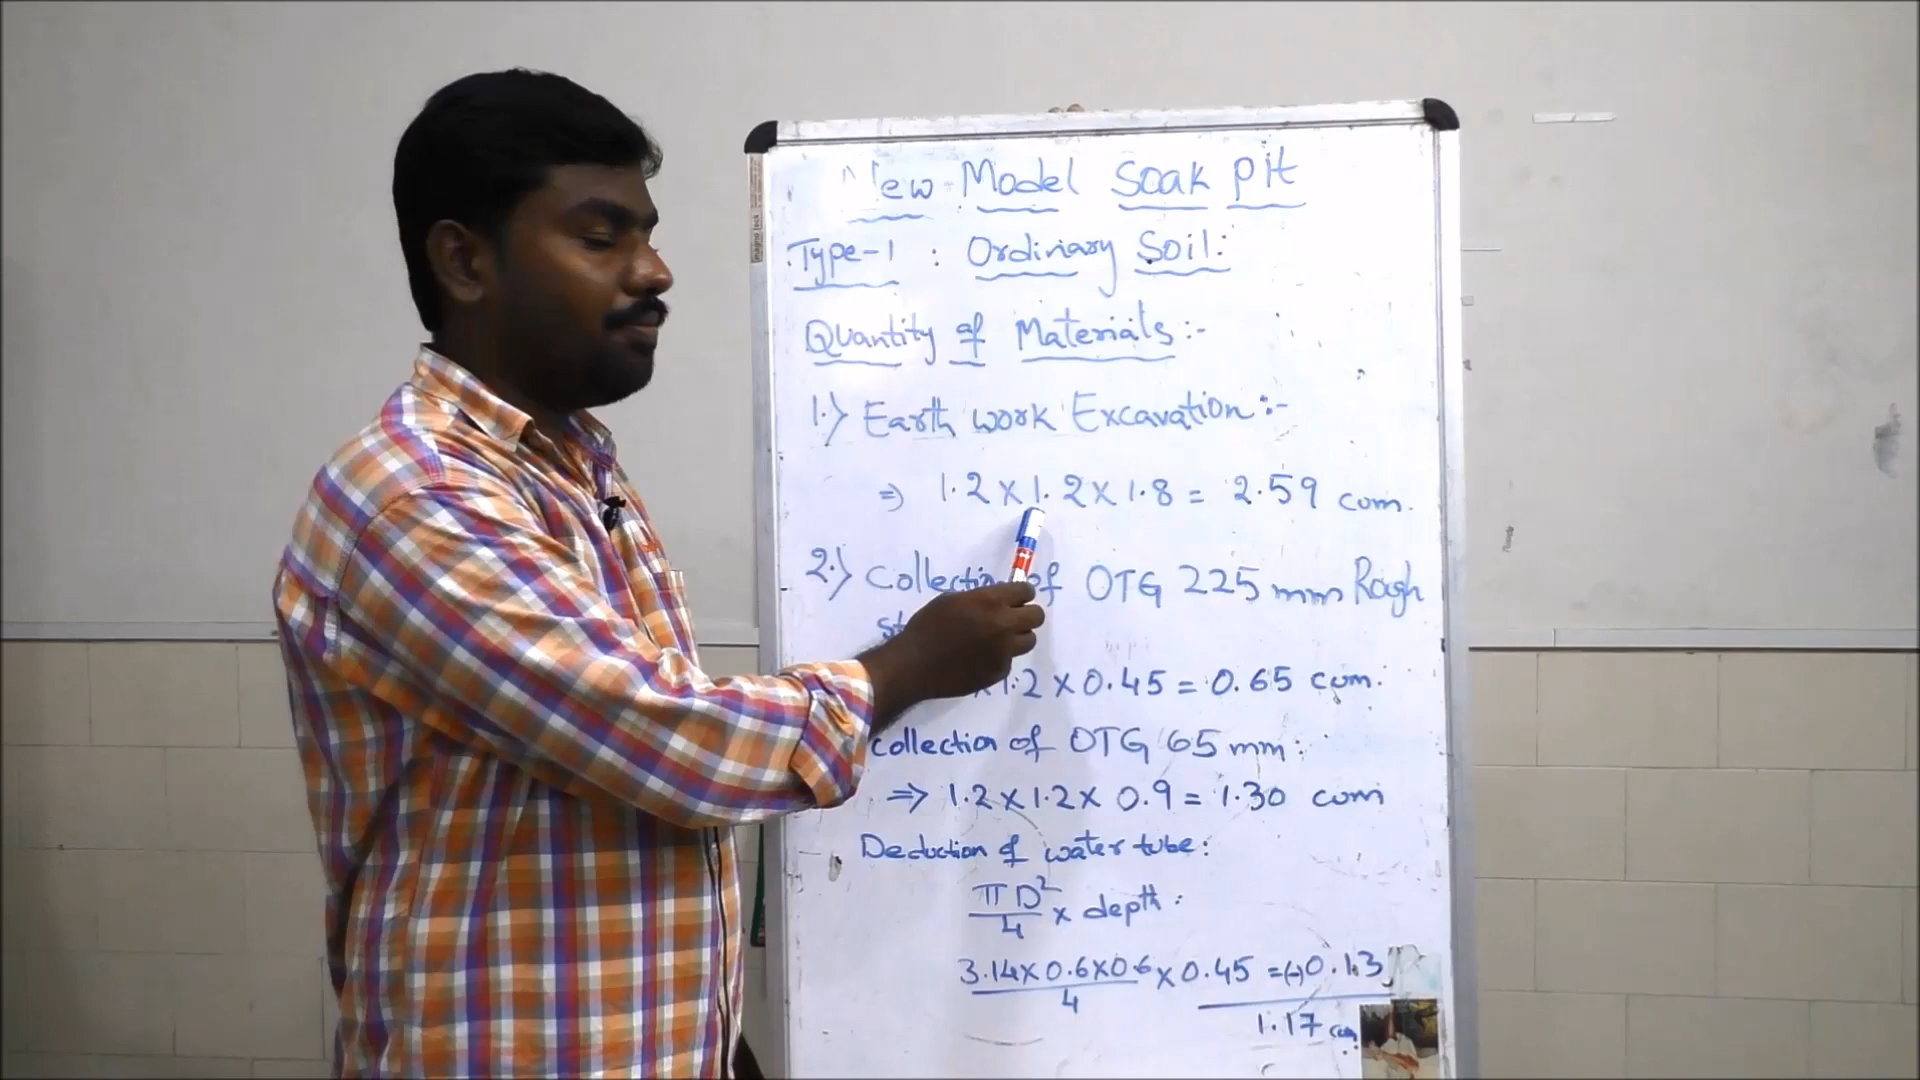 New Model Soak Pit
Type-1 : Ordinary Soil:
Quantity of Materials:-
1.) Earth work Excavation:-
⇒ 1.2 x 1.2 x 1.8 = 2.59 cum.
2.) Collection of OTG 225 mm Rough
x 1.2 x 0.45 = 0.65 cum.
collection of OTG 65 mm:
⇒ 1.2 x 1.2 x 0.9 = 1.30 cum
Deduction of water tube:
πD²/4 x depth:
3.14 x 0.6 x 0.6/4 x 0.45 = (-) 0.13
1.17 cum